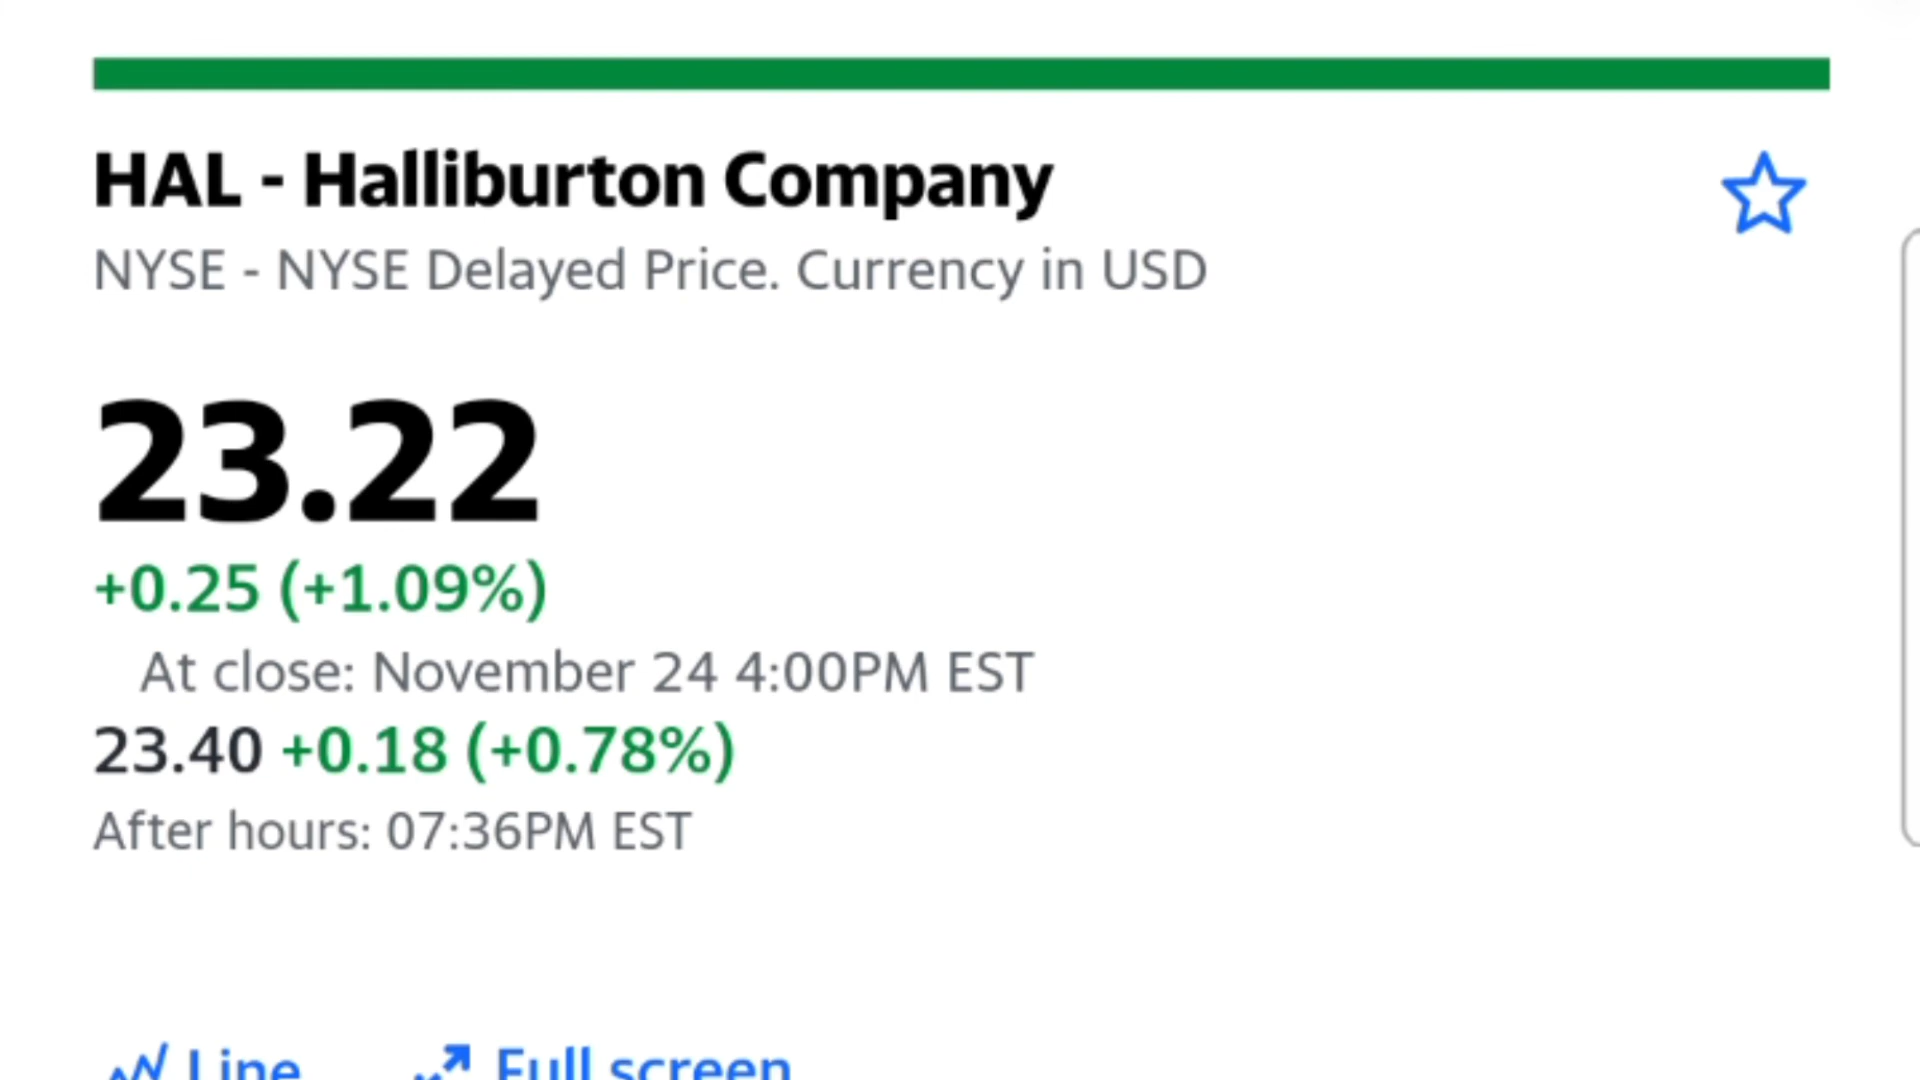 HAL - Halliburton Company
NYSE - NYSE Delayed Price. Currency in USD
23.22
+0.25 (+1.09%)
At close: November 24 4:00PM EST
23.40 +0.18 (+0.78%)
After hours: 07:36PM EST
Line Full screen